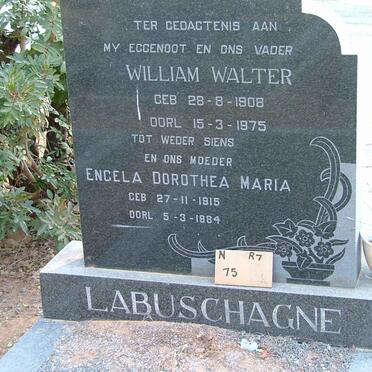 TER GEDAGTENIS AAN
MY EGGENOOT EN ONS VADER
WILLIAM WALTER
GEB 28-8-1908
OORL 15-3-1975
TOT WEDER SIENS
EN ONS MOEDER
ENGELA DOROTHEA MARIA
GEB 27-11-1915
OORL 5-3-1984
N R7
75
LABUSCHAGNE